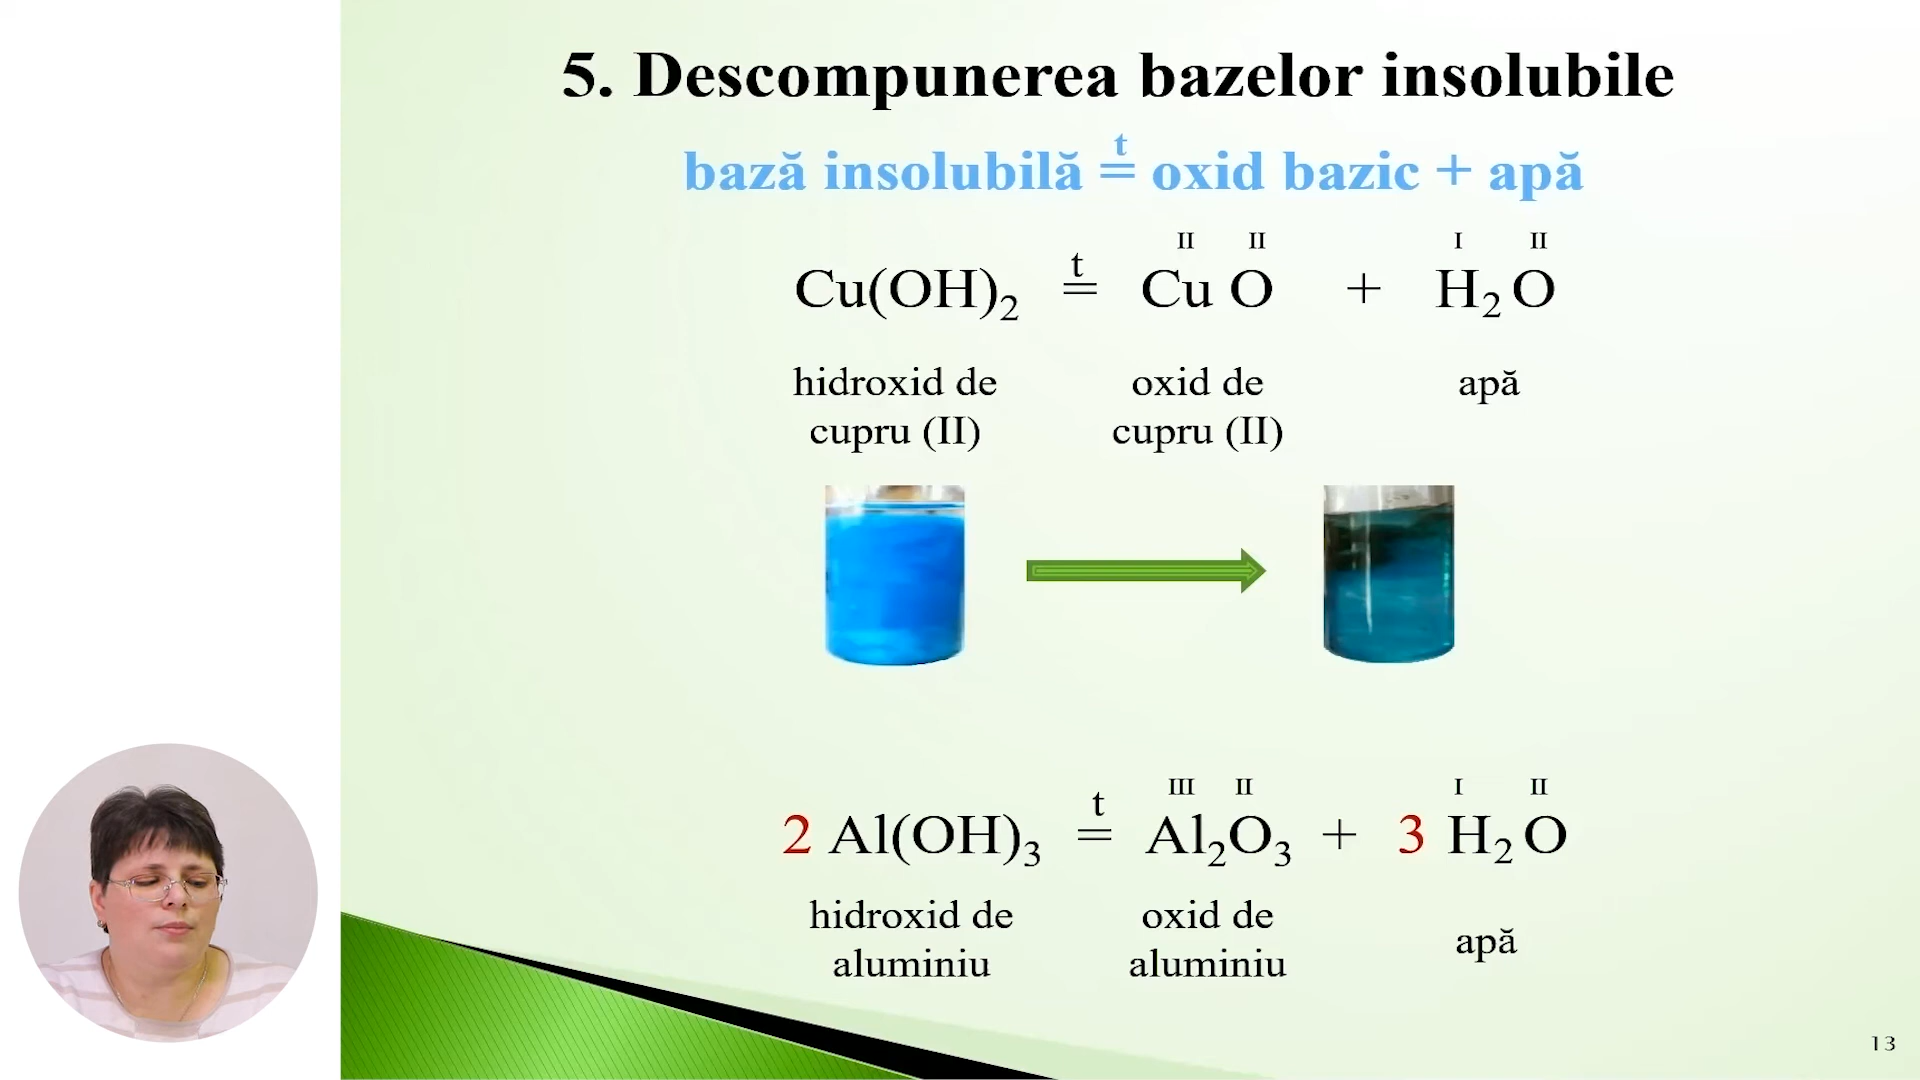 5. Descompunerea bazelor insolubile
t
bază insolubilă = oxid bazic + apă
II II I II
t
Cu(OH)₂ = Cu O + H₂ O
hidroxid de oxid de apă
cupru (II) cupru (II)
III II I II
t
2 Al(OH)₃ = Al₂O₃ + 3 H₂ O
hidroxid de oxid de
aluminiu aluminiu apă
13